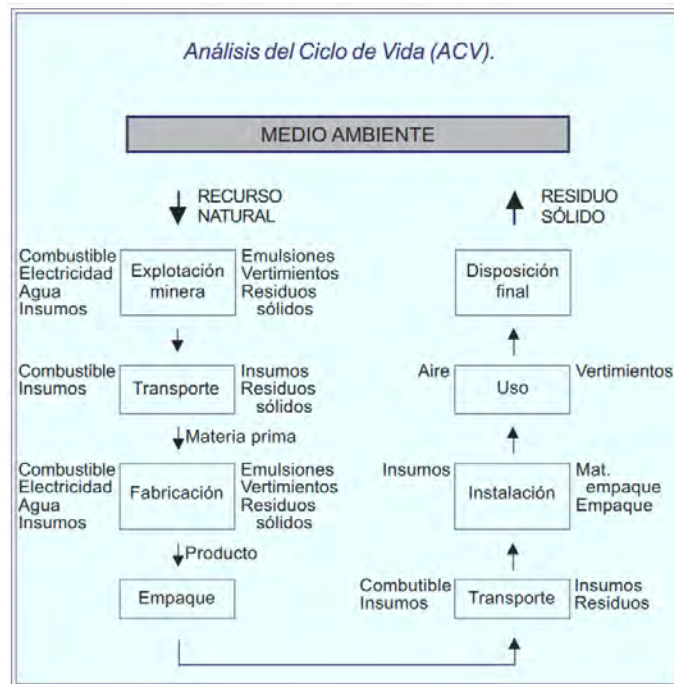 Análisis del Ciclo de Vida (ACV).
MEDIO AMBIENTE
RECURSO
NATURAL
Combustible
Electricidad
Agua
Insumos
Explotación
minera
Emulsiones
Vertimientos
Residuos
sólidos
Combustible
Insumos
Transporte
Insumos
Residuos
sólidos
Materia prima
Combustible
Electricidad
Agua
Insumos
Fabricación
Emulsiones
Vertimientos
Residuos
sólidos
Producto
Empaque
RESIDUO
SÓLIDO
Disposición
final
Aire
Uso
Vertimientos
Insumos
Instalación
Mat.
empaque
Empaque
Combutible
Insumos
Transporte
Insumos
Residuos